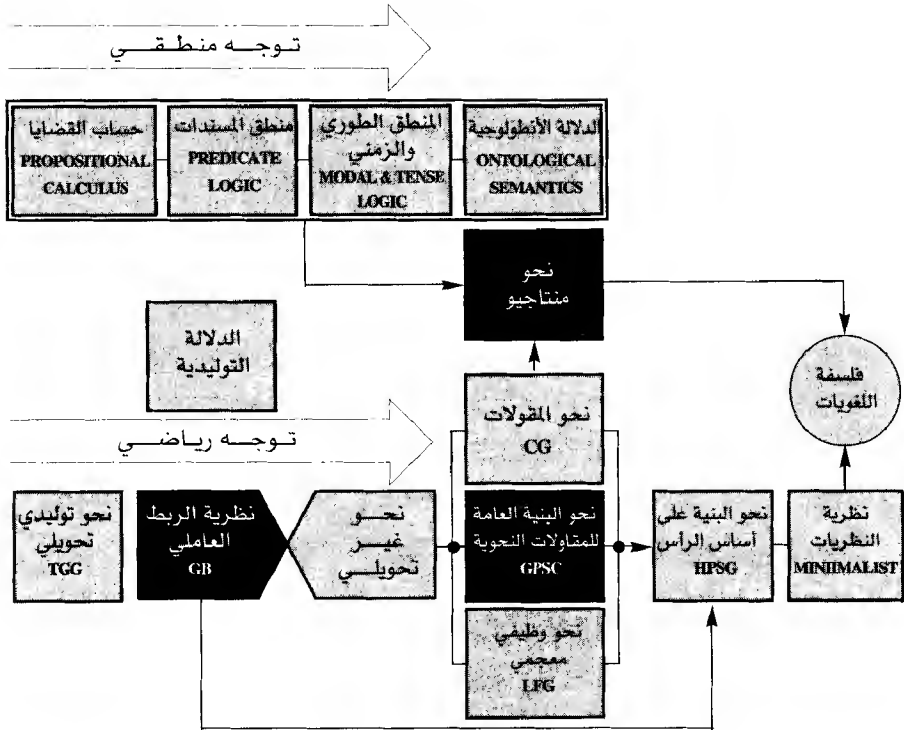 توجه منطقي
حساب القضايا
PROPOSITIONAL
CALCULUS
منطق المسندات
PREDICATE
LOGIC
المنطق الطوري
والزمني
MODAL & TENSE
LOGIC
الدلالة الأنطولوجية
ONTOLOGICAL
SEMANTICS
نحو
منتاجيو
الدلالة
التوليدية
فلسفة
اللغويات
توجه رياضي
نحو المقولات
CG
نحو توليدي
تحويلي
TGG
نظرية الربط
العاملي
GB
نحو
غير
تحويلي
نحو البنية العامة
للمقاولات النحوية
GPSC
نحو البنية على
أساس الرأس
HPSG
نظرية
النظريات
MINIIMALIST
نحو وظيفي
معجمي
LFG